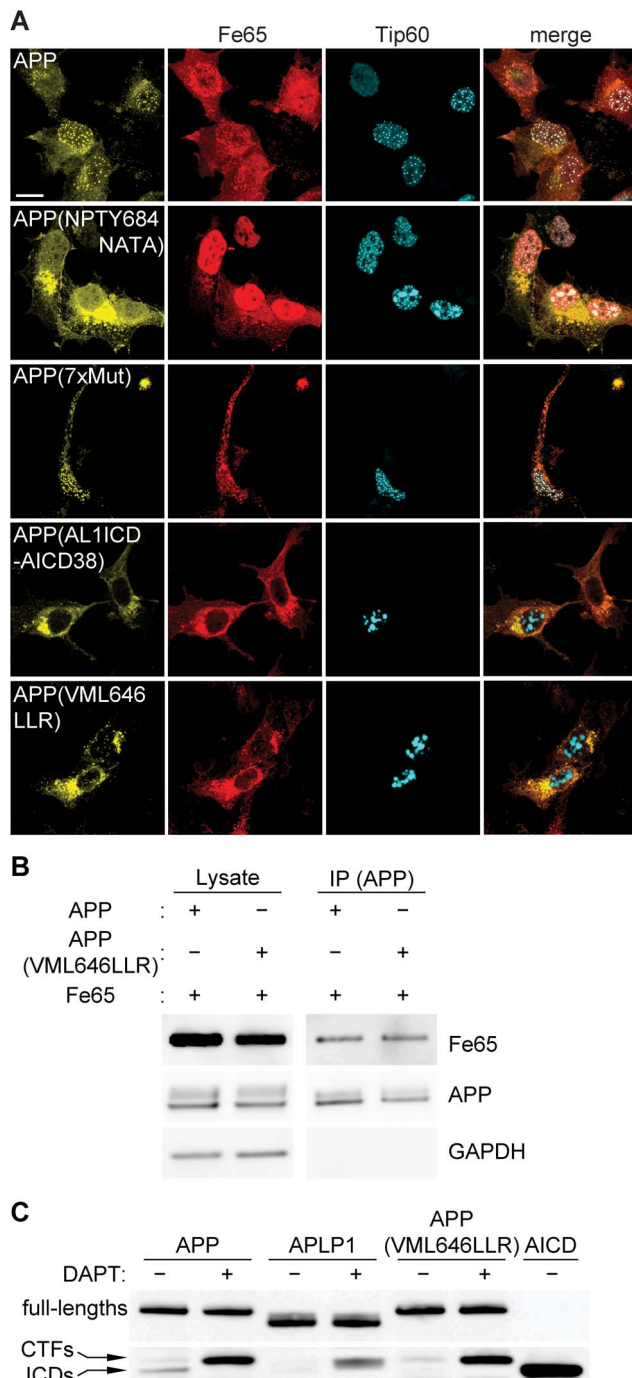 A
Fe65 Tip60 merge
APP
APP(NPTY684
NATA)
APP(7xMut)
APP(AL1ICD
-AICD38)
APP(VML646
LLR)
B
Lysate IP (APP)
APP : + – + –
APP
(VML646LLR) : – + – +
Fe65 : + + + +
Fe65
APP
GAPDH
C
APP APLP1 APP
(VML646LLR) AICD
DAPT: – + – + – + –
full-lengths
CTFs
ICDs